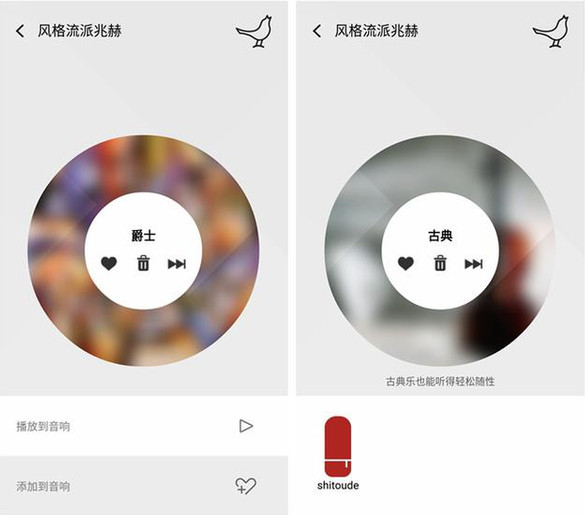 风格流派兆赫
爵士
播放到音响
添加到音响
风格流派兆赫
古典
古典乐也能听得轻松随性
shitoude